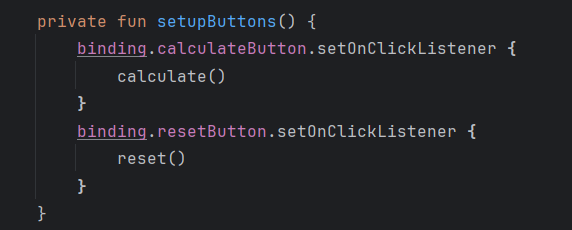 private fun setupButtons() {
    binding.calculateButton.setOnClickListener {
        calculate()
    }
    binding.resetButton.setOnClickListener {
        reset()
    }
}